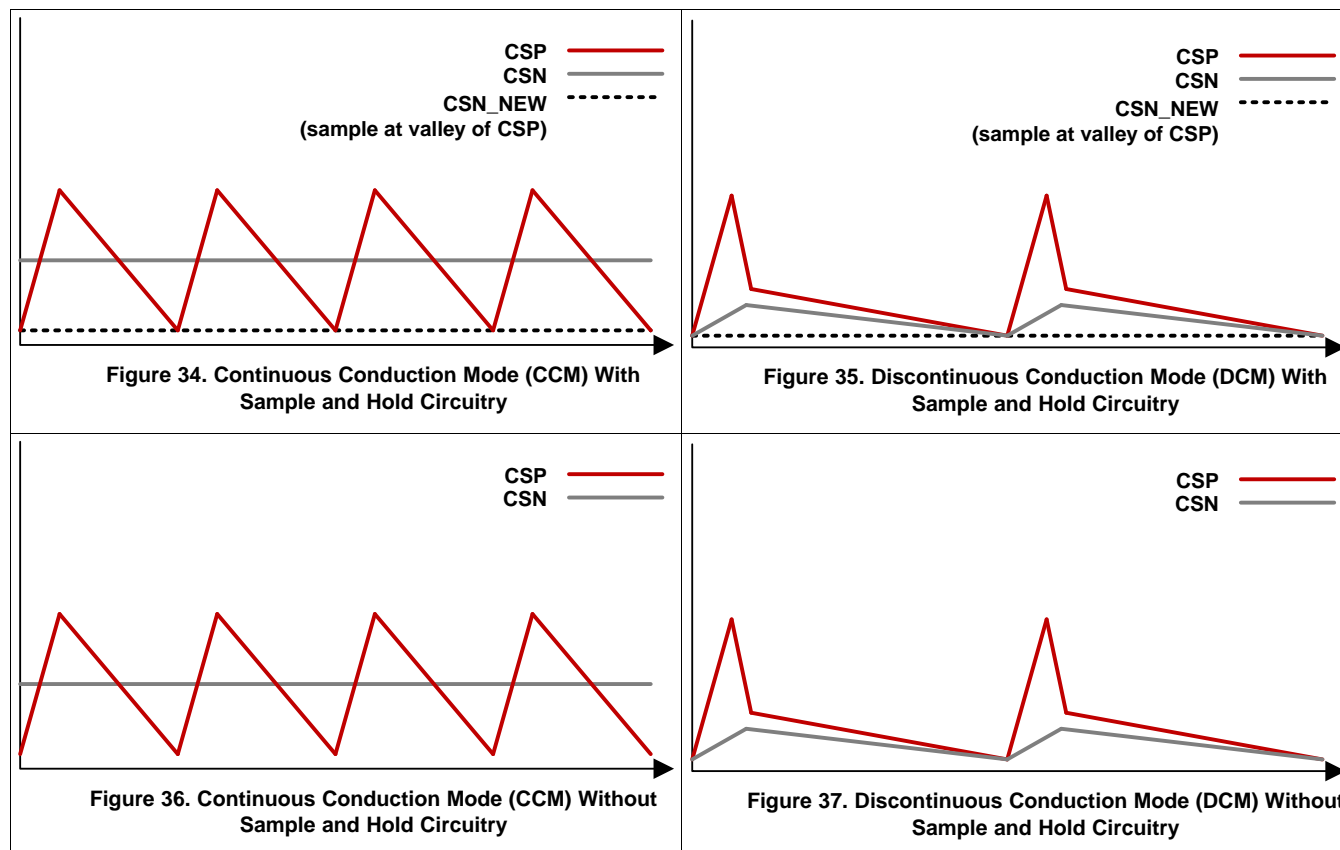 CSP
CSN
CSN_NEW
(sample at valley of CSP)
Figure 34. Continuous Conduction Mode (CCM) With
Sample and Hold Circuitry
CSP
CSN
CSN_NEW
(sample at valley of CSP)
Figure 35. Discontinuous Conduction Mode (DCM) With
Sample and Hold Circuitry
CSP
CSN
Figure 36. Continuous Conduction Mode (CCM) Without
Sample and Hold Circuitry
CSP
CSN
Figure 37. Discontinuous Conduction Mode (DCM) Without
Sample and Hold Circuitry